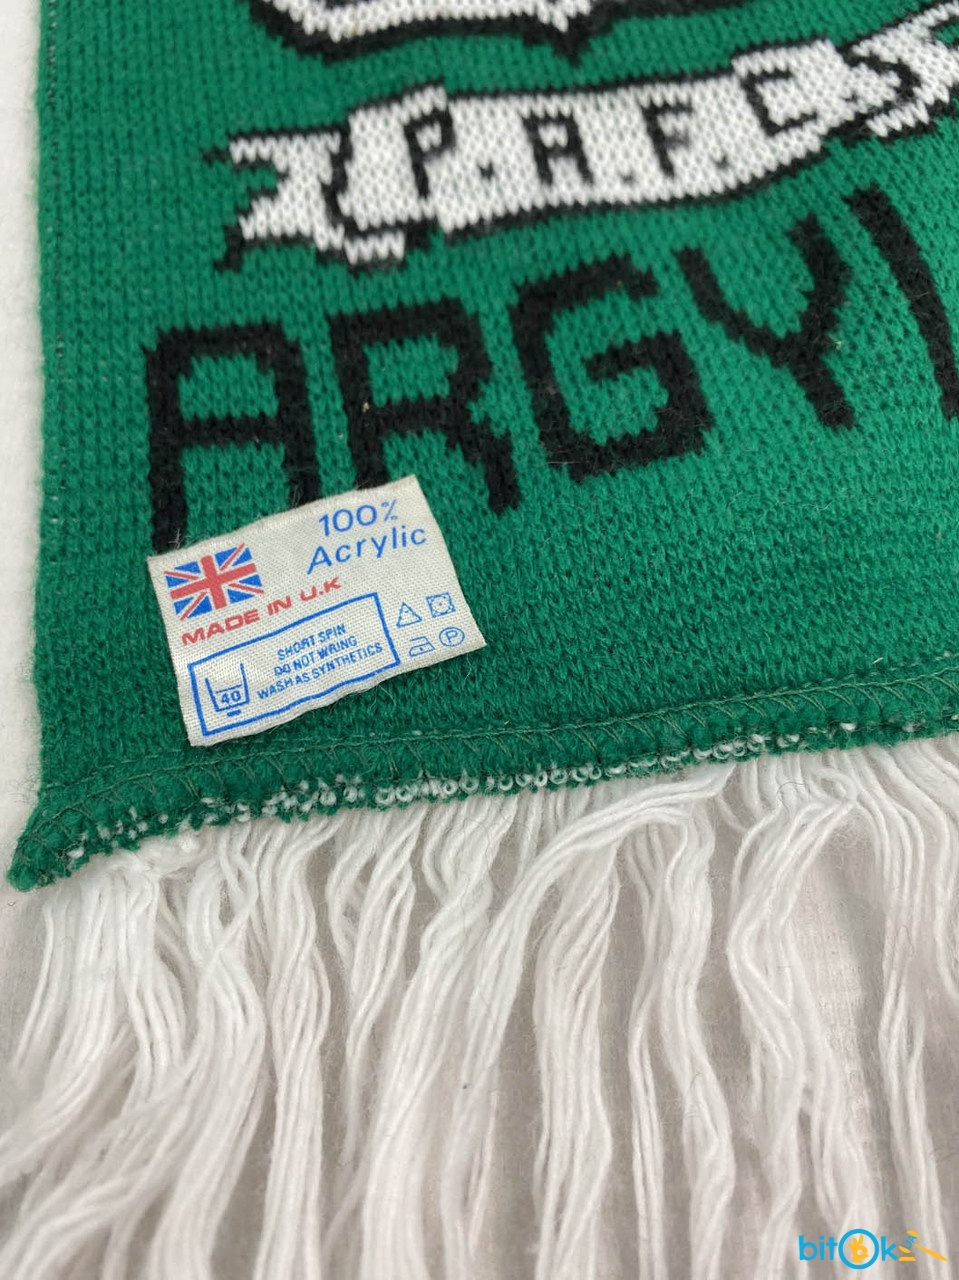 P.A.F.C.
ARGYL
100%
Acrylic
MADE IN U.K
SHORT SPIN
DO NOT WRING
WASH AS SYNTHETICS
40
P
bitOk